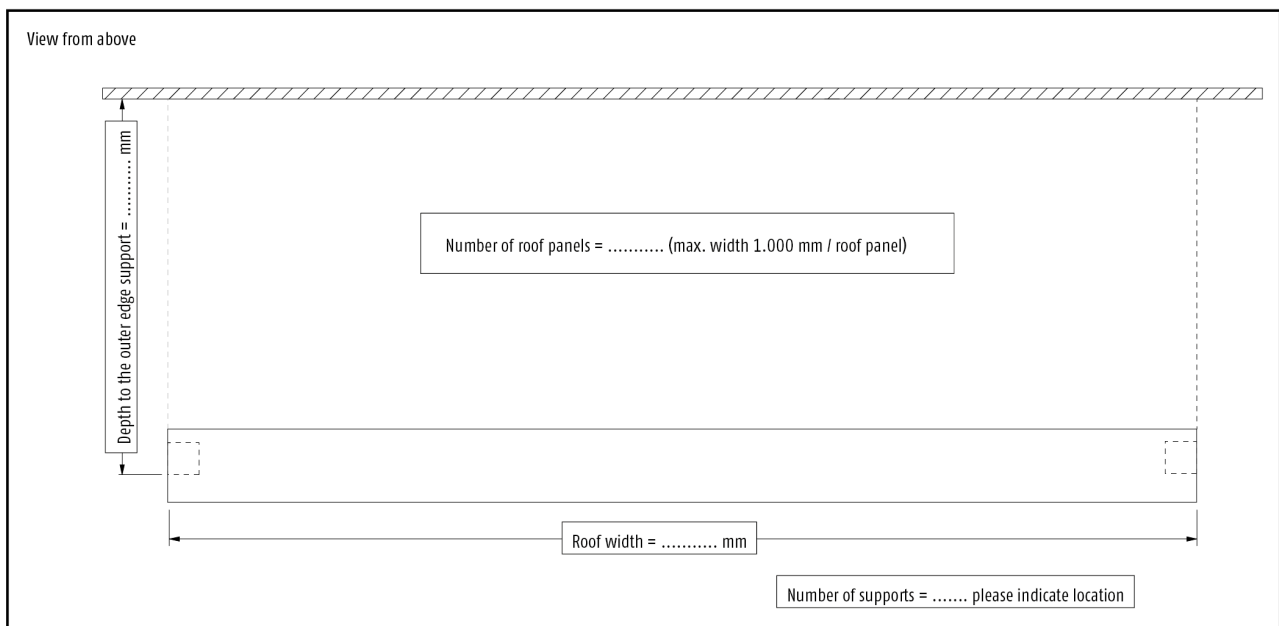 View from above
Depth to the outer edge support = ........... mm
Number of roof panels = ........... (max. width 1.000 mm / roof panel)
Roof width = ........... mm
Number of supports = ....... please indicate location